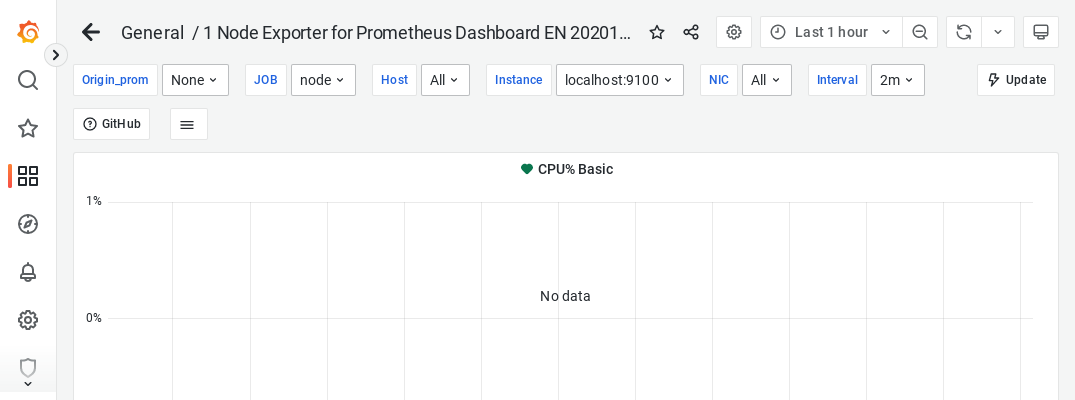 General / 1 Node Exporter for Prometheus Dashboard EN 20201...
Last 1 hour
Origin_prom None JOB node Host All Instance localhost:9100 NIC All Interval 2m Update
GitHub
CPU% Basic
1%
No data
0%